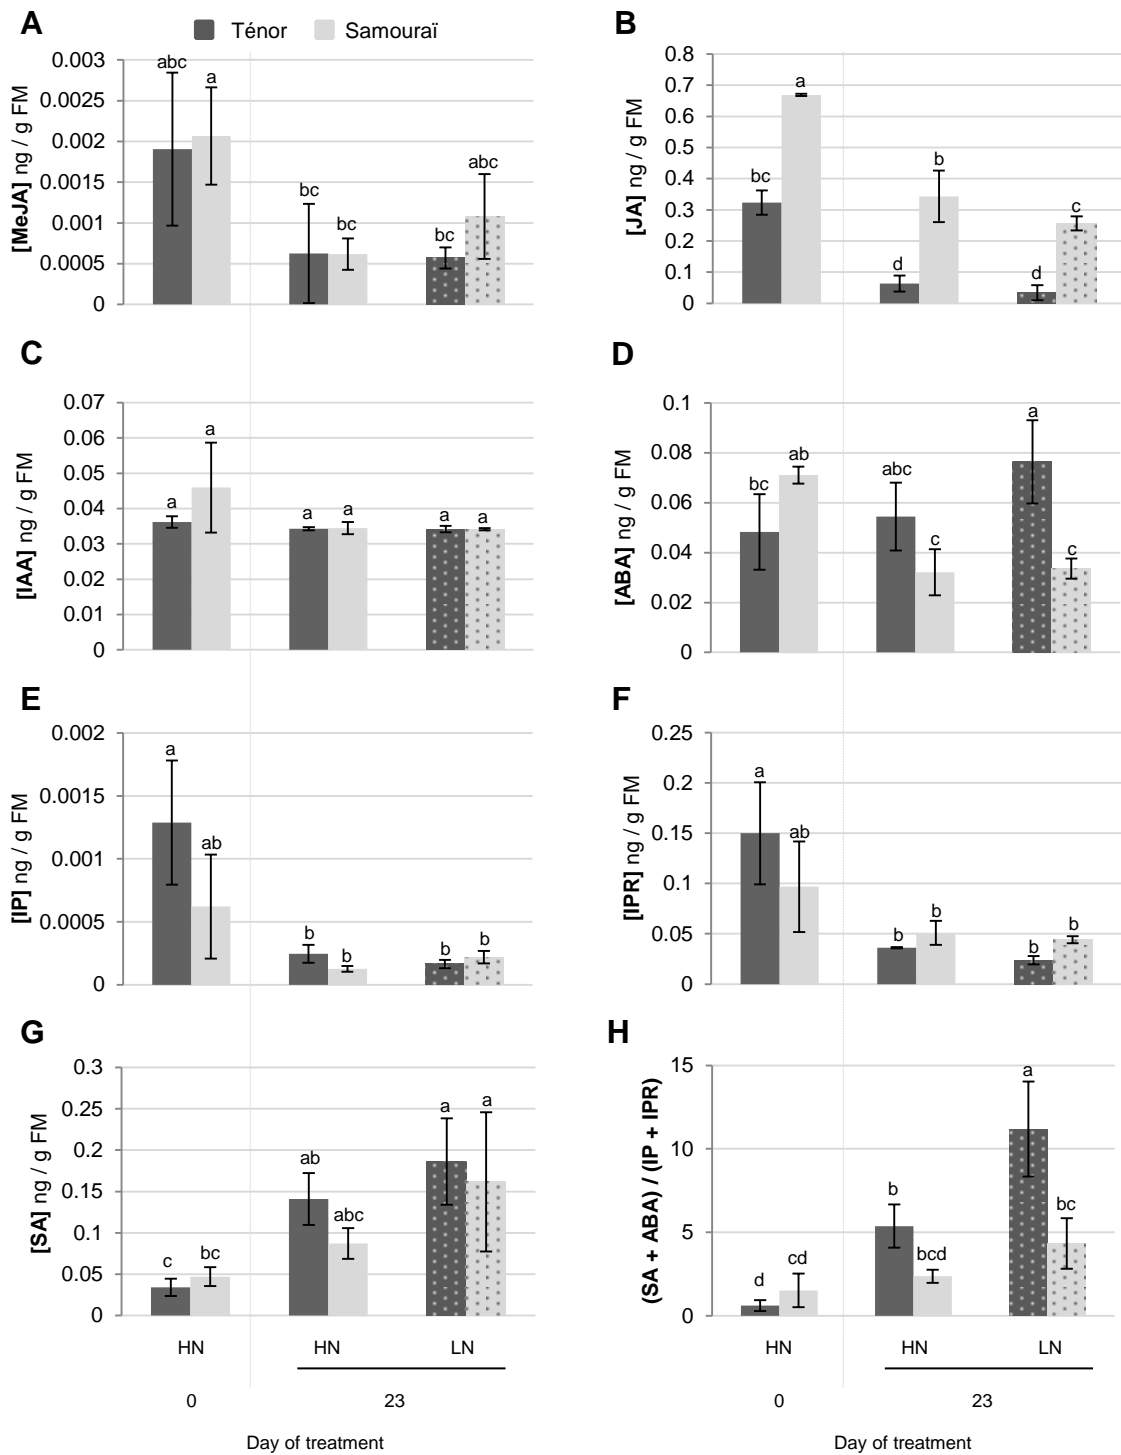 A
Ténor
Samouraï
[MeJA] ng / g FM
0.003
0.0025
0.002
0.0015
0.001
0.0005
0
abc
a
bc
bc
bc
abc
B
[JA] ng / g FM
0.8
0.7
0.6
0.5
0.4
0.3
0.2
0.1
0
bc
a
d
b
d
c
C
[IAA] ng / g FM
0.07
0.06
0.05
0.04
0.03
0.02
0.01
0
a
a
a
a
a
a
D
[ABA] ng / g FM
0.1
0.08
0.06
0.04
0.02
0
bc
ab
abc
c
a
c
E
[IP] ng / g FM
0.002
0.0015
0.001
0.0005
0
a
ab
b
b
b
b
F
[IPR] ng / g FM
0.25
0.2
0.15
0.1
0.05
0
a
ab
b
b
b
b
G
[SA] ng / g FM
0.3
0.25
0.2
0.15
0.1
0.05
0
c
bc
ab
abc
a
a
HN
HN
LN
0
23
Day of treatment
H
(SA + ABA) / (IP + IPR)
15
10
5
0
d
cd
b
bcd
a
bc
HN
HN
LN
0
23
Day of treatment